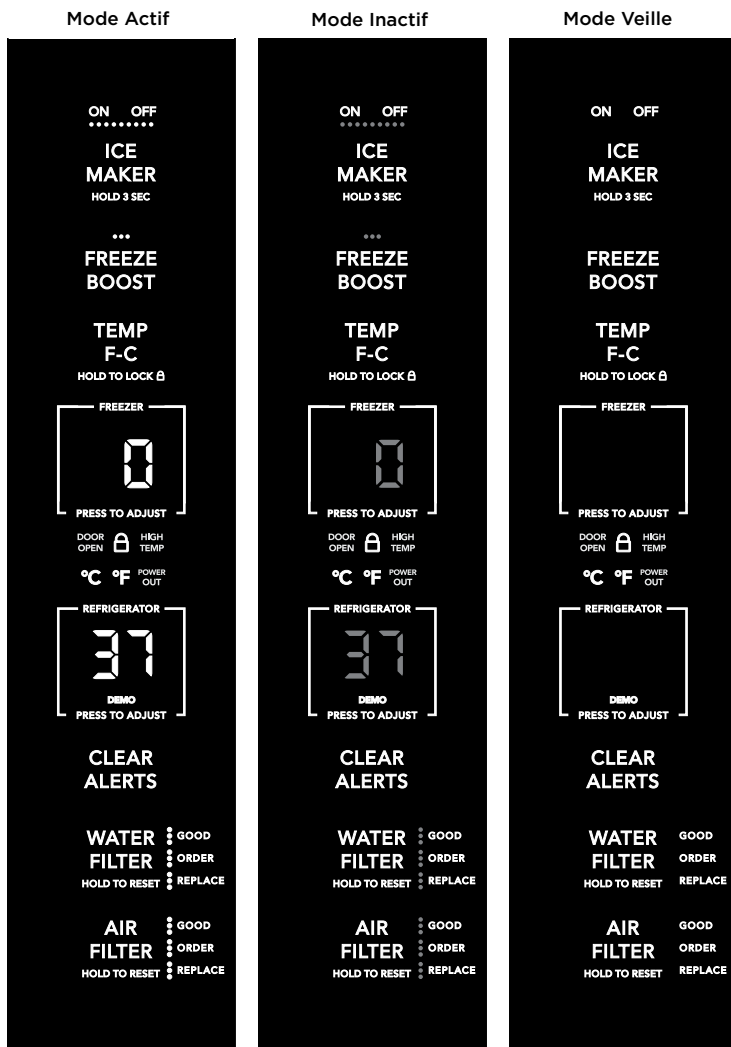 Mode Actif
ON OFF
ICE
MAKER
HOLD 3 SEC
FREEZE
BOOST
TEMP
F-C
HOLD TO LOCK
FREEZER
0
PRESS TO ADJUST
DOOR OPEN HIGH TEMP
°C °F POWER OUT
REFRIGERATOR
37
DEMO
PRESS TO ADJUST
CLEAR
ALERTS
WATER GOOD
FILTER ORDER
HOLD TO RESET REPLACE
AIR GOOD
FILTER ORDER
HOLD TO RESET REPLACE
Mode Inactif
ON OFF
ICE
MAKER
HOLD 3 SEC
FREEZE
BOOST
TEMP
F-C
HOLD TO LOCK
FREEZER
0
PRESS TO ADJUST
DOOR OPEN HIGH TEMP
°C °F POWER OUT
REFRIGERATOR
37
DEMO
PRESS TO ADJUST
CLEAR
ALERTS
WATER GOOD
FILTER ORDER
HOLD TO RESET REPLACE
AIR GOOD
FILTER ORDER
HOLD TO RESET REPLACE
Mode Veille
ON OFF
ICE
MAKER
HOLD 3 SEC
FREEZE
BOOST
TEMP
F-C
HOLD TO LOCK
FREEZER
PRESS TO ADJUST
DOOR OPEN HIGH TEMP
°C °F POWER OUT
REFRIGERATOR
DEMO
PRESS TO ADJUST
CLEAR
ALERTS
WATER GOOD
FILTER ORDER
HOLD TO RESET REPLACE
AIR GOOD
FILTER ORDER
HOLD TO RESET REPLACE